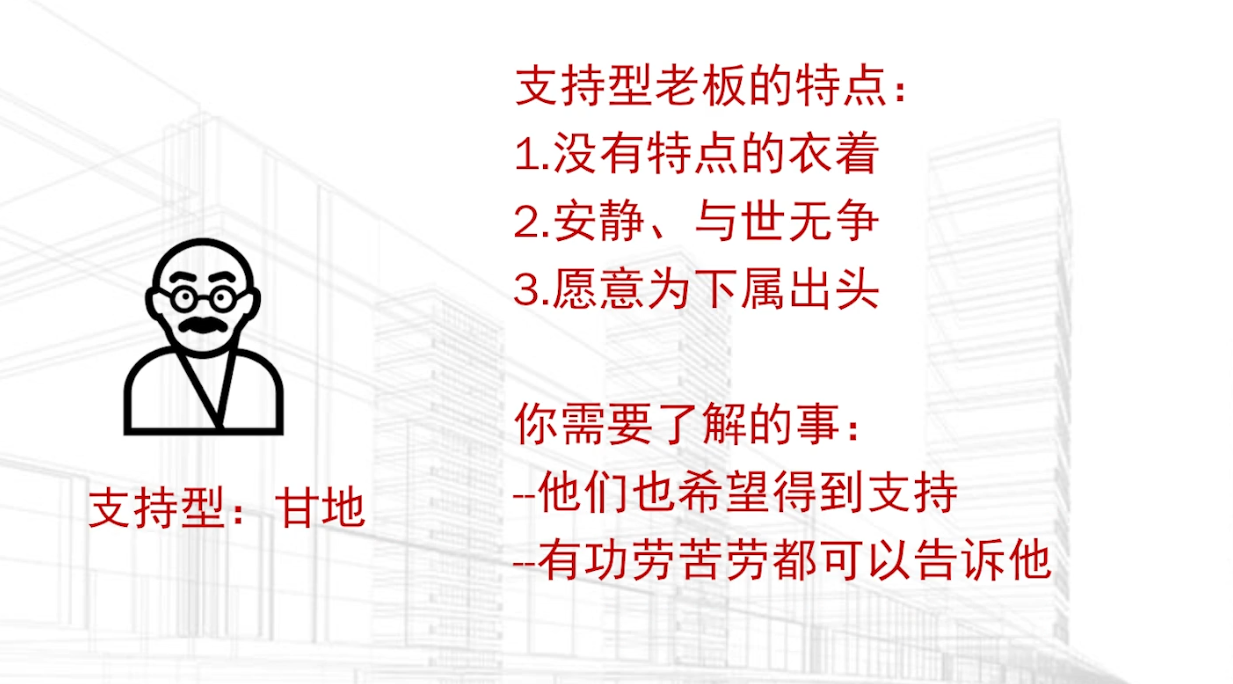 支持型老板的特点：
1.没有特点的衣着
2.安静、与世无争
3.愿意为下属出头
你需要了解的事：
--他们也希望得到支持
--有功劳苦劳都可以告诉他
支持型：甘地